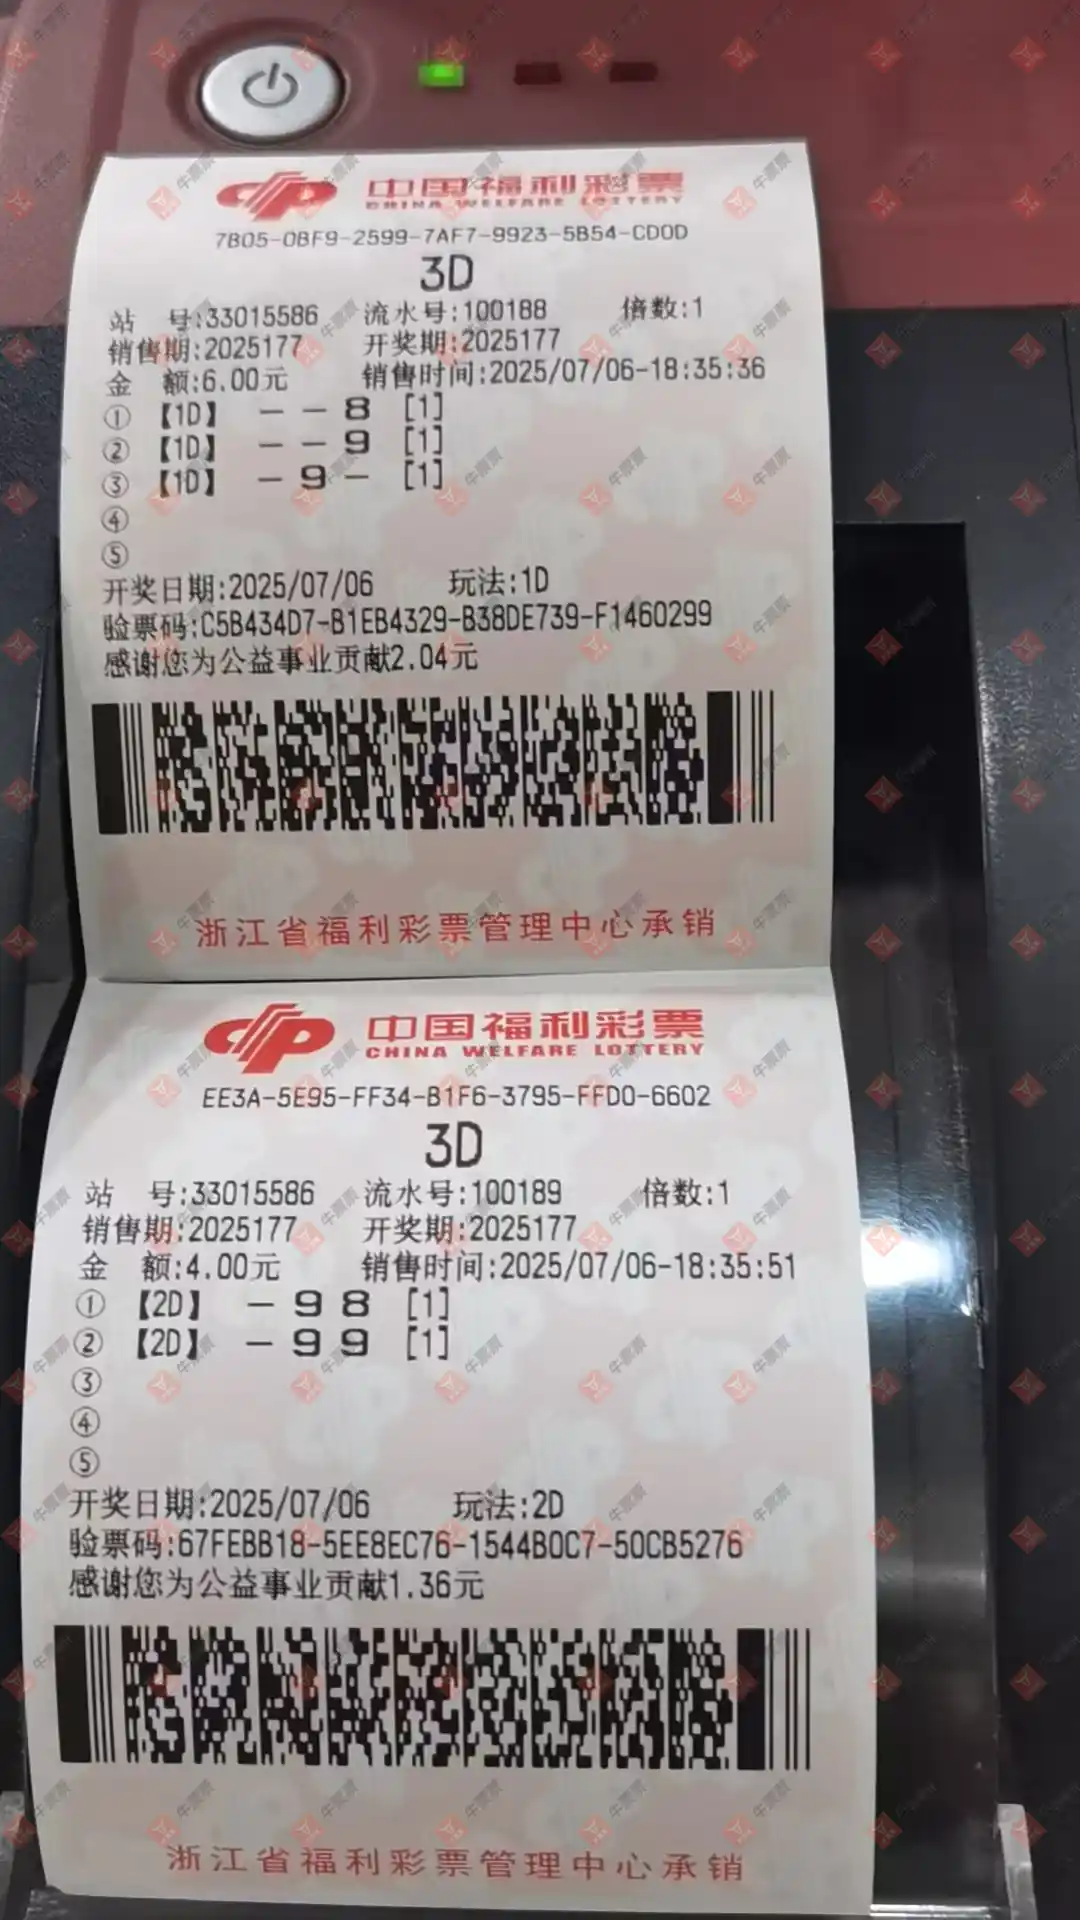 中国福利彩票
CHINA WELFARE LOTTERY
7B05-0BF9-2599-7AF7-9923-5B54-CD0D
3D
站 号:33015586 流水号:100188 倍数:1
销售期:2025177 开奖期:2025177
金 额:6.00元 销售时间:2025/07/06-18:35:36
① 【1D】 - - 8 [1]
② 【1D】 - - 9 [1]
③ 【1D】 - 9 - [1]
④
⑤
开奖日期:2025/07/06 玩法:1D
验票码:C5B434D7-B1EB4329-B38DE739-F1460299
感谢您为公益事业贡献2.04元
浙江省福利彩票管理中心承销
中国福利彩票
CHINA WELFARE LOTTERY
EE3A-5E95-FF34-B1F6-3795-FFD0-6602
3D
站 号:33015586 流水号:100189 倍数:1
销售期:2025177 开奖期:2025177
金 额:4.00元 销售时间:2025/07/06-18:35:51
① 【2D】 - 9 8 [1]
② 【2D】 - 9 9 [1]
③
④
⑤
开奖日期:2025/07/06 玩法:2D
验票码:67FEBB18-5EE8EC76-1544B0C7-50CB5276
感谢您为公益事业贡献1.36元
浙江省福利彩票管理中心承销
牛票票